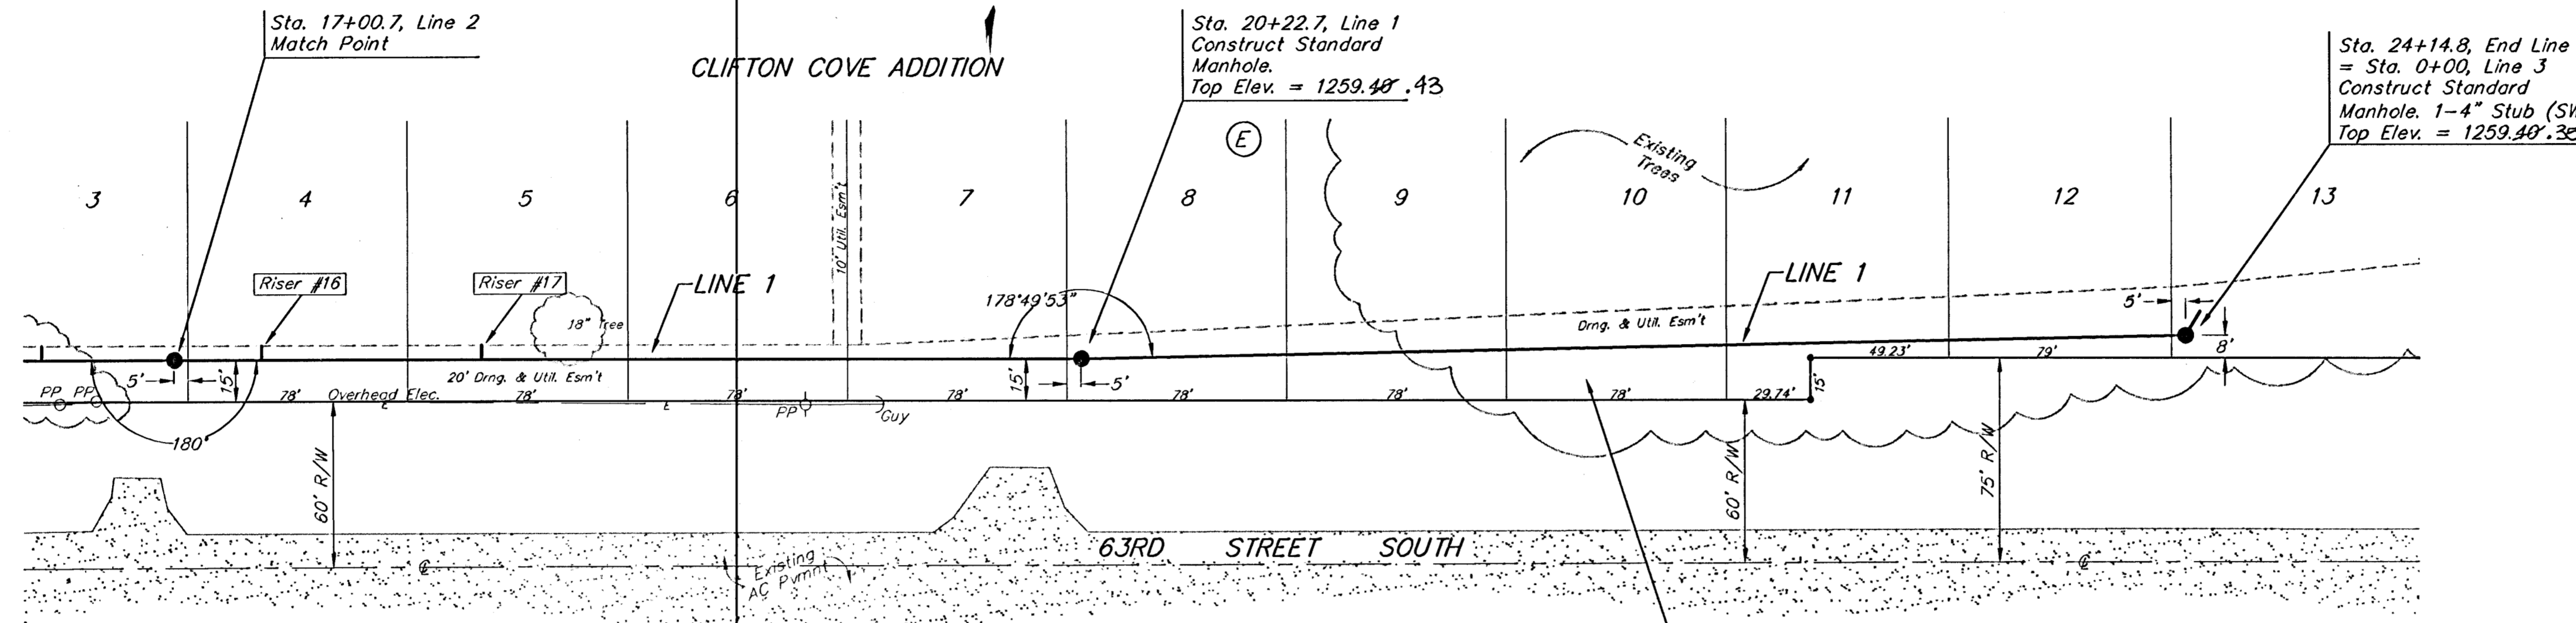 Sta. 17+00.7, Line 2
Match Point
CLIFTON COVE ADDITION
Sta. 20+22.7, Line 1
Construct Standard
Manhole.
Top Elev. = 1259.40 .43
Sta. 24+14.8, End Line
= Sta. 0+00, Line 3
Construct Standard
Manhole. 1-4" Stub (SW
Top Elev. = 1259.40 .38
E
Existing
Trees
3
4
5
6
7
8
9
10
11
12
13
10' Util. Esm't
Riser #16
Riser #17
LINE 1
18" Tree
178°49'53"
LINE 1
Drng. & Util. Esm't
5'
8'
49.23'
79'
5'
15'
20' Drng. & Util. Esm't
15'
5'
15'
PP
PP
78'
Overhead Elec.
E
78'
E
78'
PP
Guy
78'
78'
78'
78'
29.74'
180°
60' R/W
60' R/W
75' R/W
63RD STREET SOUTH
Existing
AC Pvmnt
℄
℄